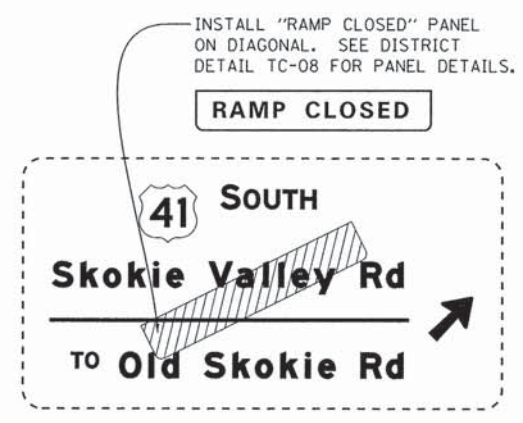 INSTALL "RAMP CLOSED" PANEL
ON DIAGONAL. SEE DISTRICT
DETAIL TC-08 FOR PANEL DETAILS.
RAMP CLOSED
41 SOUTH
Skokie Valley Rd
TO Old Skokie Rd